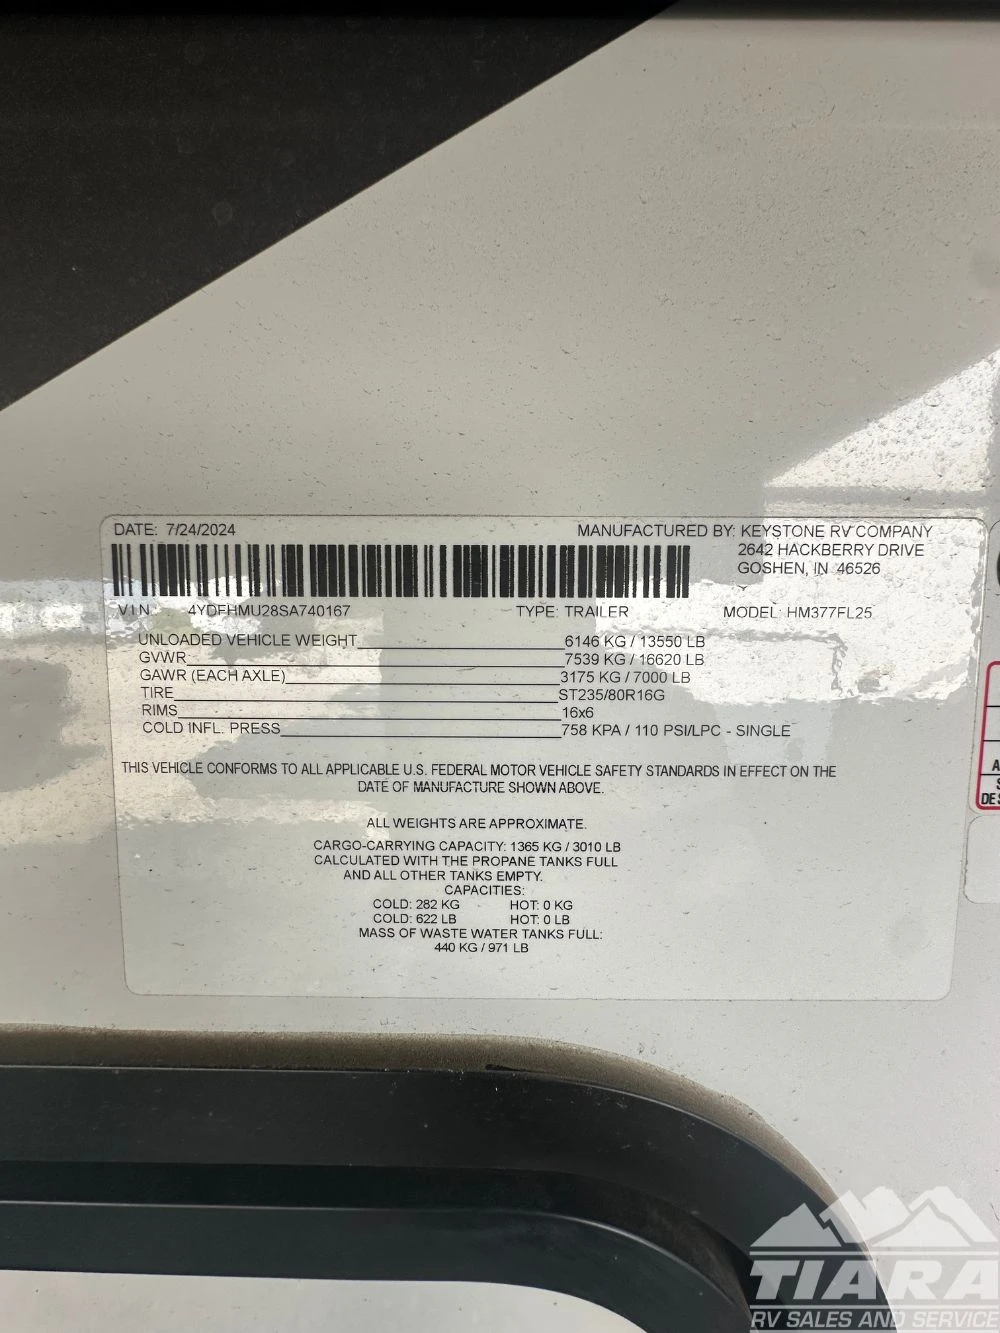 DATE: 7/24/2024
MANUFACTURED BY: KEYSTONE RV COMPANY
2642 HACKBERRY DRIVE
GOSHEN, IN 46526
VIN 4YDFHMU28SA740167 TYPE: TRAILER MODEL: HM377FL25
UNLOADED VEHICLE WEIGHT 6146 KG / 13550 LB
GVWR 7539 KG / 16620 LB
GAWR (EACH AXLE) 3175 KG / 7000 LB
TIRE ST235/80R16G
RIMS 16x6
COLD INFL. PRESS 758 KPA / 110 PSI/LPC - SINGLE
THIS VEHICLE CONFORMS TO ALL APPLICABLE U.S. FEDERAL MOTOR VEHICLE SAFETY STANDARDS IN EFFECT ON THE
DATE OF MANUFACTURE SHOWN ABOVE.
ALL WEIGHTS ARE APPROXIMATE.
CARGO-CARRYING CAPACITY: 1365 KG / 3010 LB
CALCULATED WITH THE PROPANE TANKS FULL
AND ALL OTHER TANKS EMPTY.
CAPACITIES:
COLD: 282 KG HOT: 0 KG
COLD: 622 LB HOT: 0 LB
MASS OF WASTE WATER TANKS FULL:
440 KG / 971 LB
TIARA
RV SALES AND SERVICE